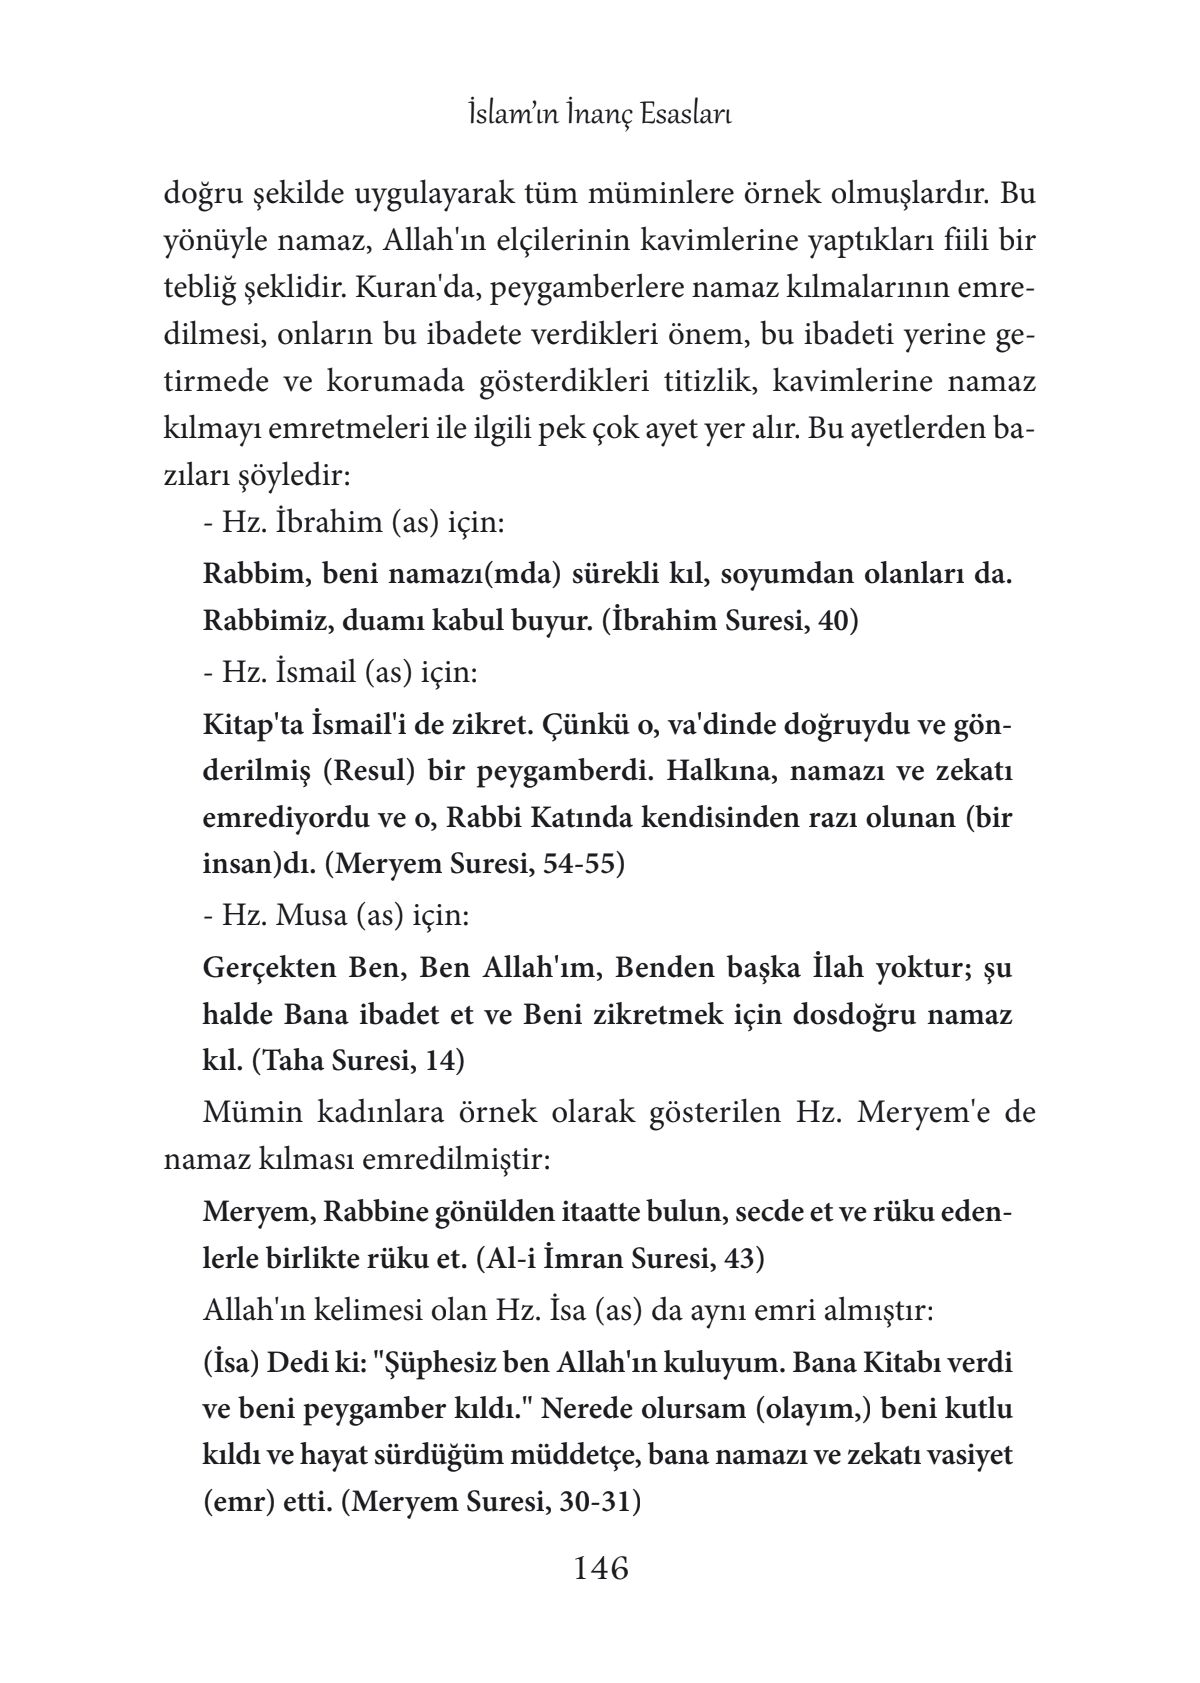 İslam'ın İnanç Esasları
doğru şekilde uygulayarak tüm müminlere örnek olmuşlardır. Bu
yönüyle namaz, Allah'ın elçilerinin kavimlerine yaptıkları fiili bir
tebliğ şeklidir. Kuran'da, peygamberlere namaz kılmalarının emre-
dilmesi, onların bu ibadete verdikleri önem, bu ibadeti yerine ge-
tirmede ve korumada gösterdikleri titizlik, kavimlerine namaz
kılmayı emretmeleri ile ilgili pek çok ayet yer alır. Bu ayetlerden ba-
zıları şöyledir:
- Hz. İbrahim (as) için:
Rabbim, beni namazı(mda) sürekli kıl, soyumdan olanları da.
Rabbimiz, duamı kabul buyur. (İbrahim Suresi, 40)
- Hz. İsmail (as) için:
Kitap'ta İsmail'i de zikret. Çünkü o, va'dinde doğruydu ve gön-
derilmiş (Resul) bir peygamberdi. Halkına, namazı ve zekatı
emrediyordu ve o, Rabbi Katında kendisinden razı olunan (bir
insan)dı. (Meryem Suresi, 54-55)
- Hz. Musa (as) için:
Gerçekten Ben, Ben Allah'ım, Benden başka İlah yoktur; şu
halde Bana ibadet et ve Beni zikretmek için dosdoğru namaz
kıl. (Taha Suresi, 14)
Mümin kadınlara örnek olarak gösterilen Hz. Meryem'e de
namaz kılması emredilmiştir:
Meryem, Rabbine gönülden itaatte bulun, secde et ve rüku eden-
lerle birlikte rüku et. (Al-i İmran Suresi, 43)
Allah'ın kelimesi olan Hz. İsa (as) da aynı emri almıştır:
(İsa) Dedi ki: "Şüphesiz ben Allah'ın kuluyum. Bana Kitabı verdi
ve beni peygamber kıldı." Nerede olursam (olayım,) beni kutlu
kıldı ve hayat sürdüğüm müddetçe, bana namazı ve zekatı vasiyet
(emr) etti. (Meryem Suresi, 30-31)
146